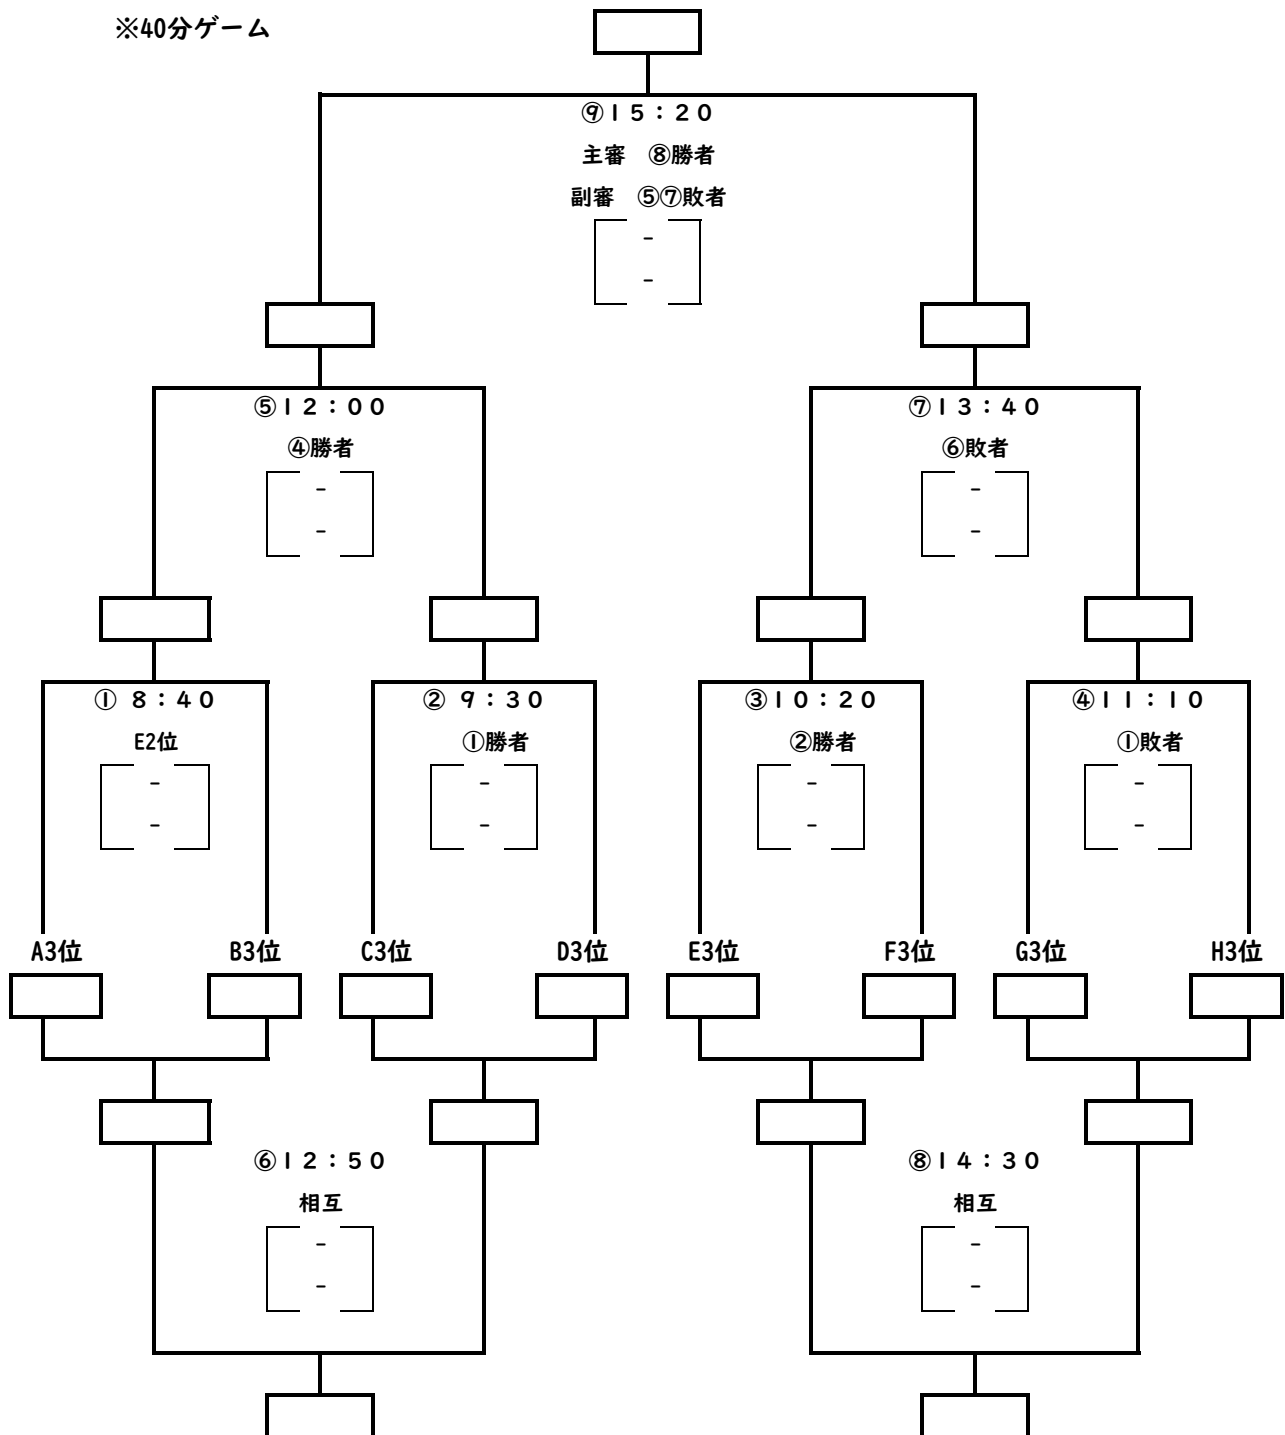 ※40分ゲーム
⑨15：20
主審　⑧勝者
副審　⑤⑦敗者
-
-
⑤12：00
⑦13：40
④勝者
⑥敗者
- -
- -
① 8：40
② 9：30
③10：20
④11：10
E2位
①勝者
②勝者
①敗者
- - - -
- - - -
A3位 B3位 C3位 D3位 E3位 F3位 G3位 H3位
⑥12：50
⑧14：30
相互
相互
- -
- -